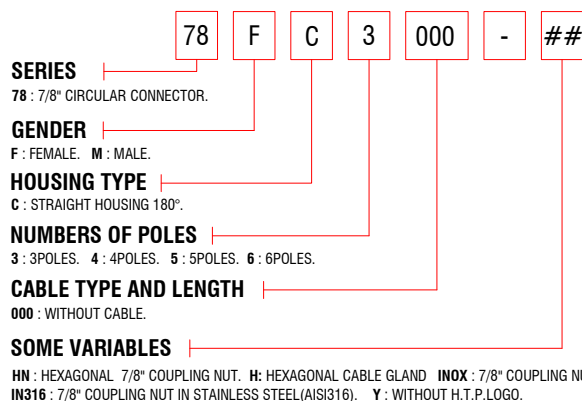 78 F C 3 000 - ##
SERIES
78 : 7/8" CIRCULAR CONNECTOR.
GENDER
F : FEMALE. M : MALE.
HOUSING TYPE
C : STRAIGHT HOUSING 180°.
NUMBERS OF POLES
3 : 3POLES. 4 : 4POLES. 5 : 5POLES. 6 : 6POLES.
CABLE TYPE AND LENGTH
000 : WITHOUT CABLE.
SOME VARIABLES
HN : HEXAGONAL 7/8" COUPLING NUT. H: HEXAGONAL CABLE GLAND INOX : 7/8" COUPLING
IN316 : 7/8" COUPLING NUT IN STAINLESS STEEL(AISI316). Y : WITHOUT H.T.P.LOGO.